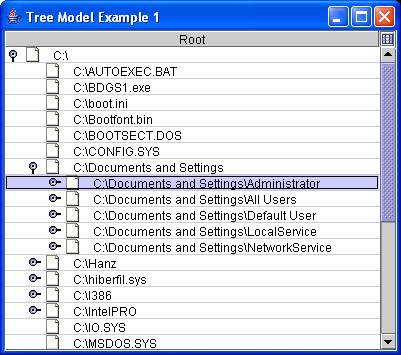 Tree Model Example 1
Root
C:\
C:\AUTOEXEC.BAT
C:\BDGS1.exe
C:\boot.ini
C:\Bootfont.bin
C:\BOOTSECT.DOS
C:\CONFIG.SYS
C:\Documents and Settings
C:\Documents and Settings\Administrator
C:\Documents and Settings\All Users
C:\Documents and Settings\Default User
C:\Documents and Settings\LocalService
C:\Documents and Settings\NetworkService
C:\Hanz
C:\hiberfil.sys
C:\I386
C:\IntelPRO
C:\IO.SYS
C:\MSDOS.SYS